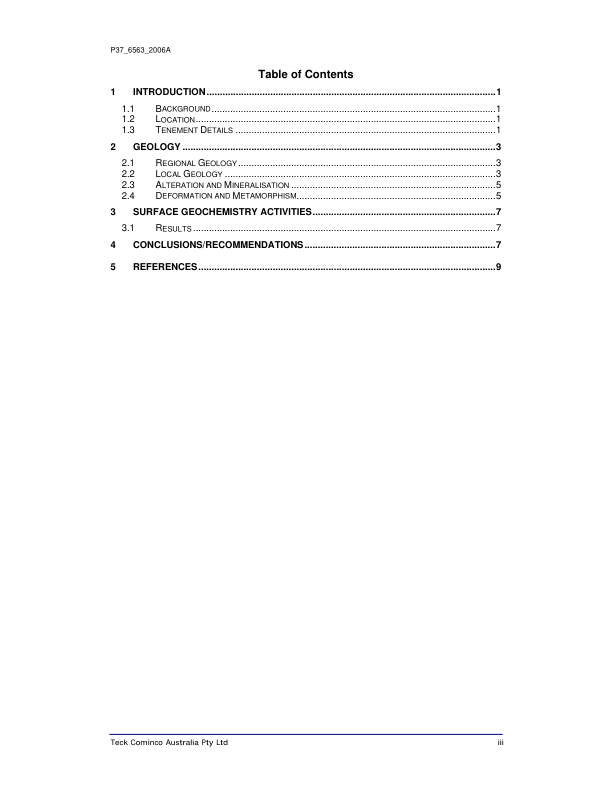 P37_6563_2006A
Table of Contents
1 INTRODUCTION.....................................................................................................1
1.1 BACKGROUND.....................................................................................................1
1.2 LOCATION.....................................................................................................1
1.3 TENEMENT DETAILS .....................................................................................................1
2 GEOLOGY .....................................................................................................3
2.1 REGIONAL GEOLOGY.....................................................................................................3
2.2 LOCAL GEOLOGY .....................................................................................................3
2.3 ALTERATION AND MINERALISATION .....................................................................................................5
2.4 DEFORMATION AND METAMORPHISM.....................................................................................................5
3 SURFACE GEOCHEMISTRY ACTIVITIES.....................................................................................................7
3.1 RESULTS .....................................................................................................7
4 CONCLUSIONS/RECOMMENDATIONS.....................................................................................................7
5 REFERENCES.....................................................................................................9
Teck Cominco Australia Pty Ltd iii